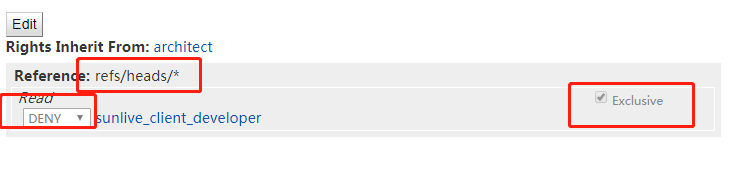 Edit
Rights Inherit From: architect
Reference: refs/heads/*
Read
Exclusive
DENY sunlive_client_developer